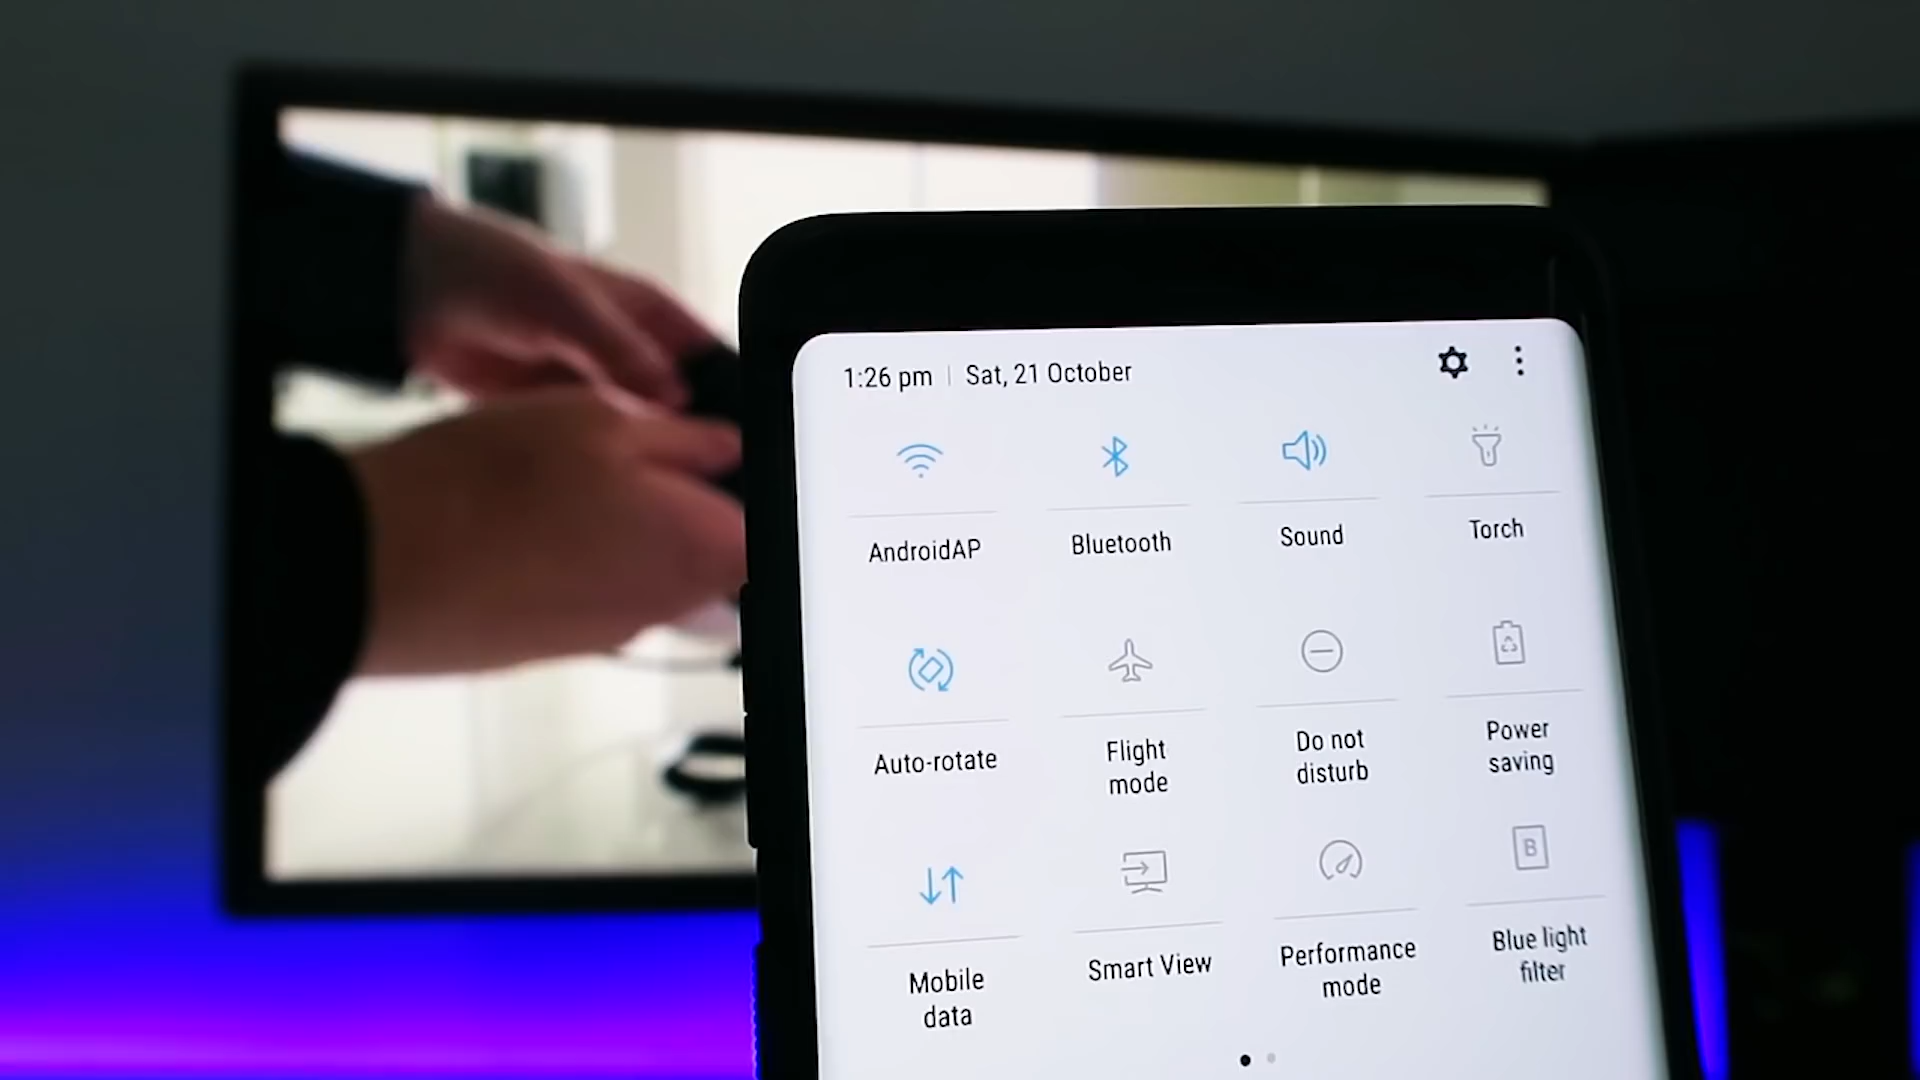 1:26 pm | Sat, 21 October
AndroidAP
Bluetooth
Sound
Torch
Auto-rotate
Flight
mode
Do not
disturb
Power
saving
Mobile
data
Smart View
Performance
mode
B
Blue light
filter